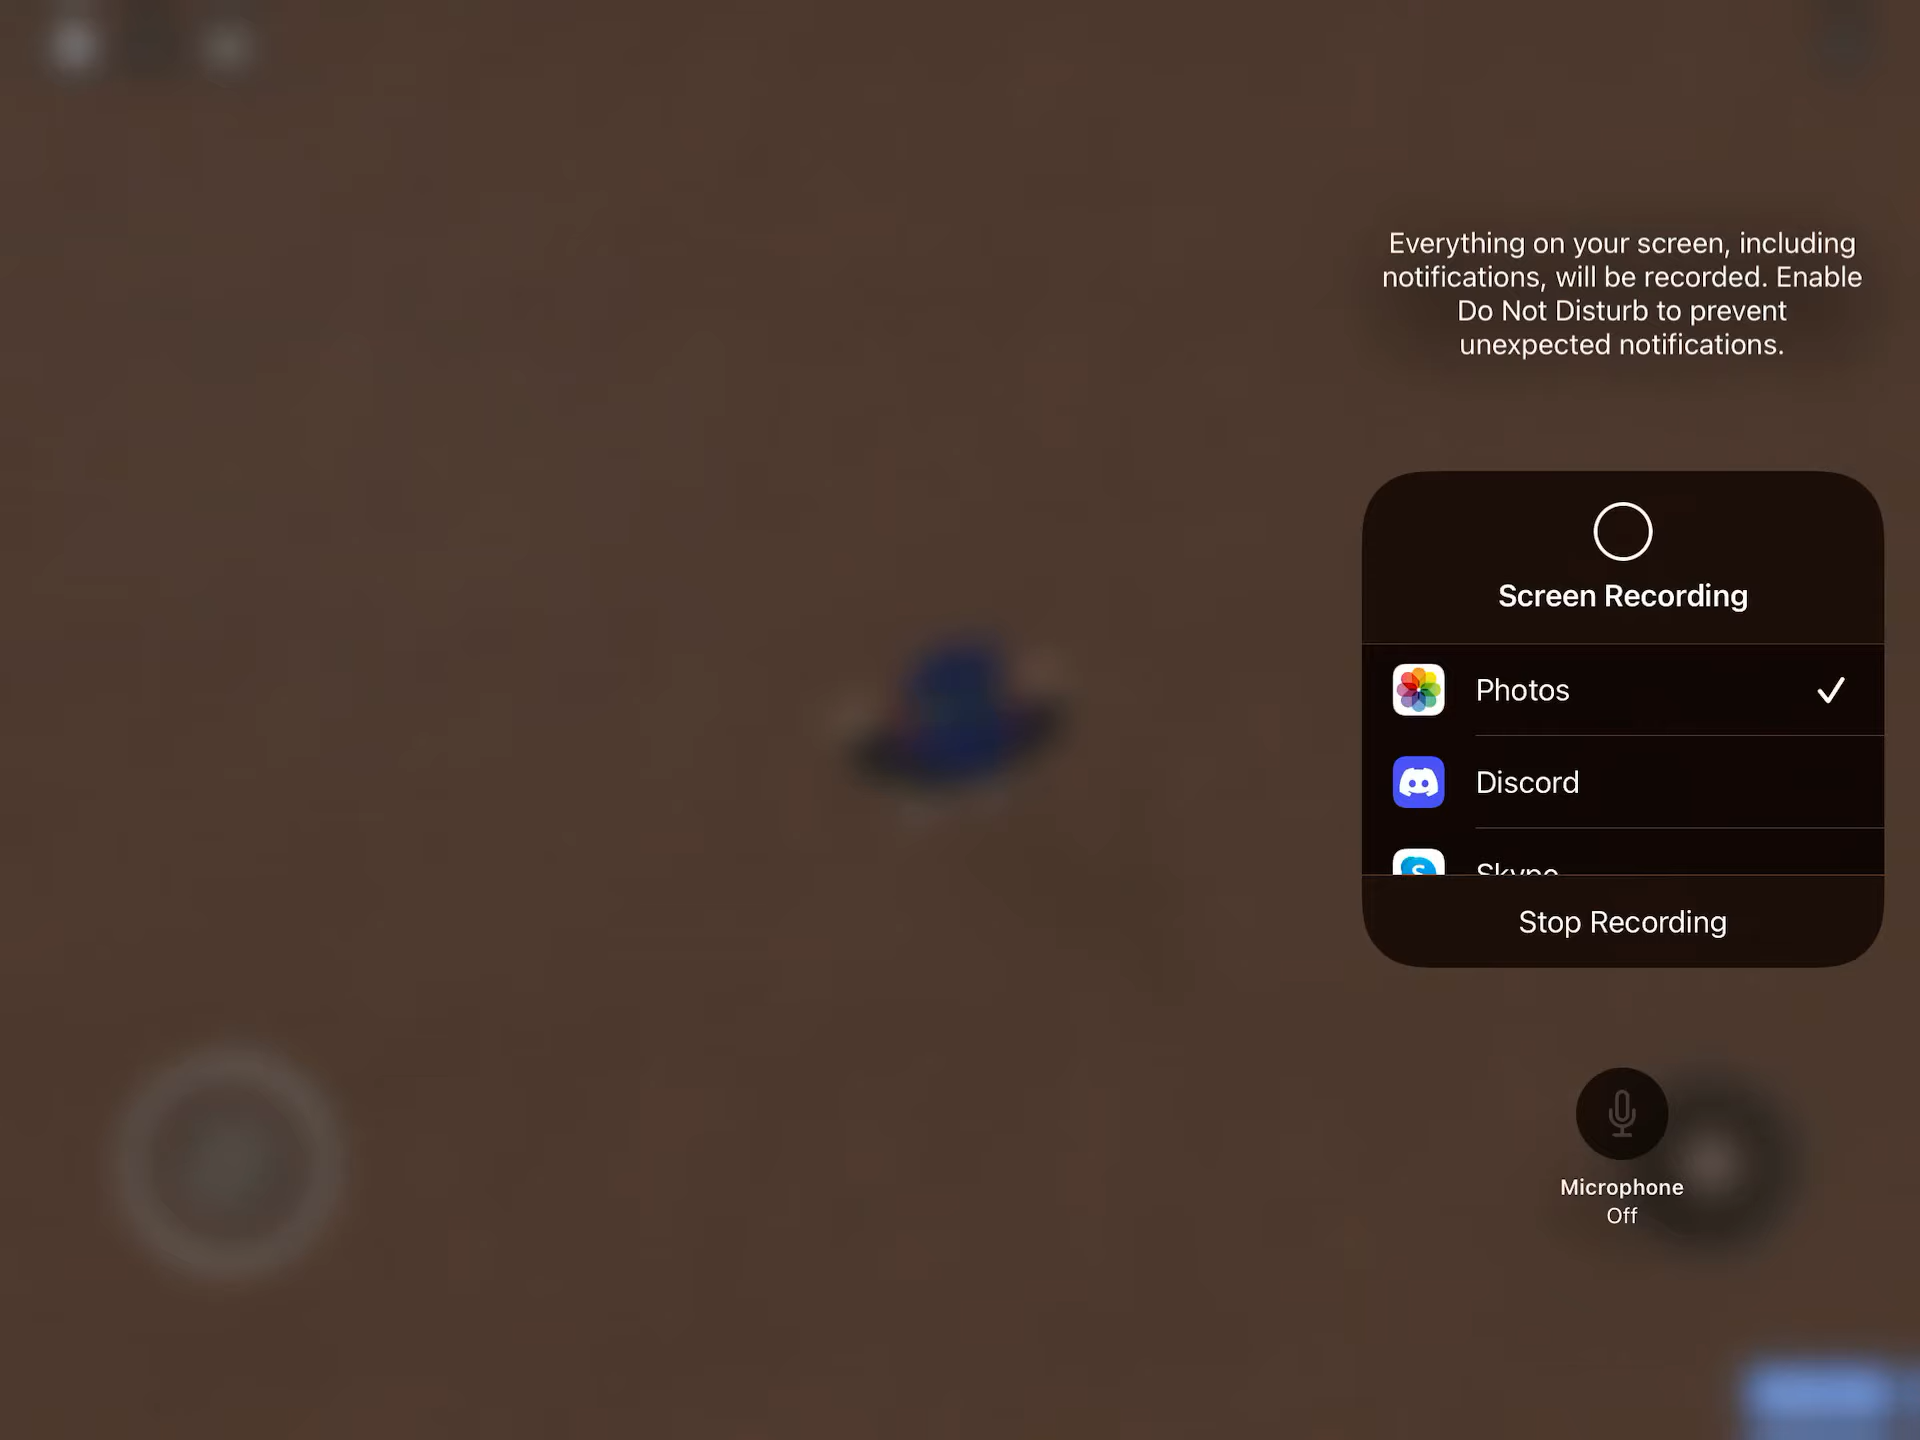 Everything on your screen, including
notifications, will be recorded. Enable
Do Not Disturb to prevent
unexpected notifications.
Screen Recording
Photos
Discord
Skype
Stop Recording
Microphone
Off